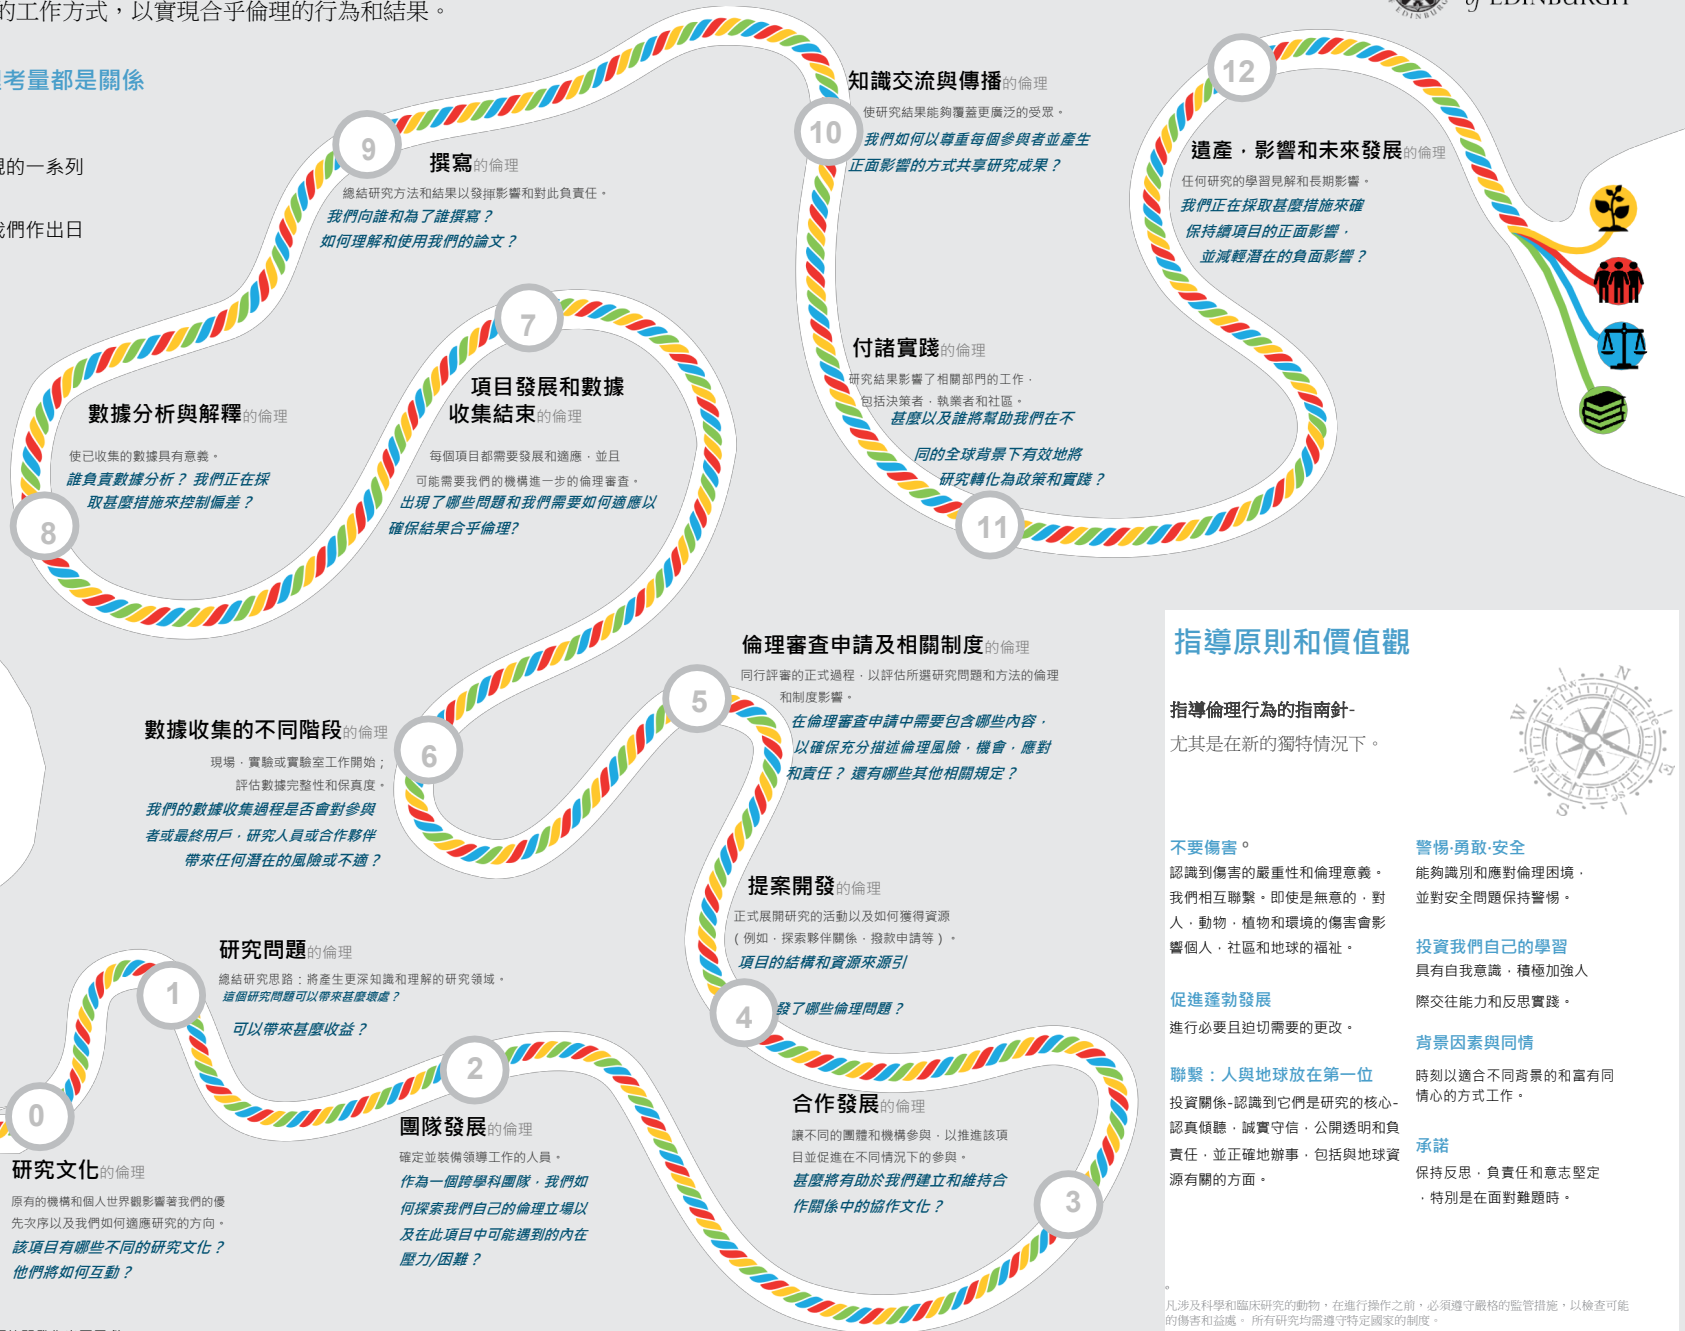 的工作方式，以實現合乎倫理的行為和結果。
of EDINBURGH
EDINBURG
考量都是關係
的一系列
們作出日
9
撰寫的倫理
總結研究方法和結果以發揮影響和對此負責任。
我們向誰和為了誰撰寫？
如何理解和使用我們的論文？
10
知識交流與傳播的倫理
使研究結果能夠覆蓋更廣泛的受眾。
我們如何以尊重每個參與者並產生
正面影響的方式共享研究成果？
12
遺產，影響和未來發展的倫理
任何研究的學習見解和長期影響。
我們正在採取甚麼措施來確
保持續項目的正面影響，
並減輕潛在的負面影響？
7
項目發展和數據
收集結束的倫理
每個項目都需要發展和適應，並且
可能需要我們的機構進一步的倫理審查。
出現了哪些問題和我們需要如何適應以
確保結果合乎倫理?
數據分析與解釋的倫理
使已收集的數據具有意義。
誰負責數據分析？ 我們正在採
取甚麼措施來控制偏差？
8
付諸實踐的倫理
研究結果影響了相關部門的工作，
包括決策者，執業者和社區。
甚麼以及誰將幫助我們在不
同的全球背景下有效地將
研究轉化為政策和實踐？
11
5
倫理審查申請及相關制度的倫理
同行評審的正式過程，以評估所選研究問題和方法的倫理
和制度影響。
在倫理審查申請中需要包含哪些內容，
以確保充分描述倫理風險，機會，應對
和責任？ 還有哪些其他相關規定？
6
數據收集的不同階段的倫理
現場，實驗或實驗室工作開始；
評估數據完整性和保真度。
我們的數據收集過程是否會對參與
者或最終用戶，研究人員或合作夥伴
帶來任何潛在的風險或不適？
提案開發的倫理
正式展開研究的活動以及如何獲得資源
（例如，探索夥伴關係，撥款申請等）。
項目的結構和資源來源引
發了哪些倫理問題？
4
1
研究問題的倫理
總結研究思路：將產生更深知識和理解的研究領域。
這個研究問題可以帶來甚麼壞處？
可以帶來甚麼收益？
2
團隊發展的倫理
確定並裝備領導工作的人員。
作為一個跨學科團隊，我們如
何探索我們自己的倫理立場以
及在此項目中可能遇到的內在
壓力/困難？
合作發展的倫理
讓不同的團體和機構參與，以推進該項
目並促進在不同情況下的參與。
甚麼將有助於我們建立和維持合
作關係中的協作文化？
3
0
研究文化的倫理
原有的機構和個人世界觀影響著我們的優
先次序以及我們如何適應研究的方向。
該項目有哪些不同的研究文化？
他們將如何互動？
指導原則和價值觀
指導倫理行為的指南針-
尤其是在新的獨特情況下。
N
ne
se
S
sw
W
nw
不要傷害。
認識到傷害的嚴重性和倫理意義。
我們相互聯繫。即使是無意的，對
人，動物，植物和環境的傷害會影
響個人，社區和地球的福祉。
促進蓬勃發展
進行必要且迫切需要的更改。
聯繫：人與地球放在第一位
投資關係-認識到它們是研究的核心-
認真傾聽，誠實守信，公開透明和負
責任，並正確地辦事，包括與地球資
源有關的方面。
警惕·勇敢·安全
能夠識別和應對倫理困境，
並對安全問題保持警惕。
投資我們自己的學習
具有自我意識，積極加強人
際交往能力和反思實踐。
背景因素與同情
時刻以適合不同背景的和富有同
情心的方式工作。
承諾
保持反思，負責任和意志堅定
，特別是在面對難題時。
。
凡涉及科學和臨床研究的動物，在進行操作之前，必須遵守嚴格的監管措施，以檢查可能
的傷害和益處。 所有研究均需遵守特定國家的制度。